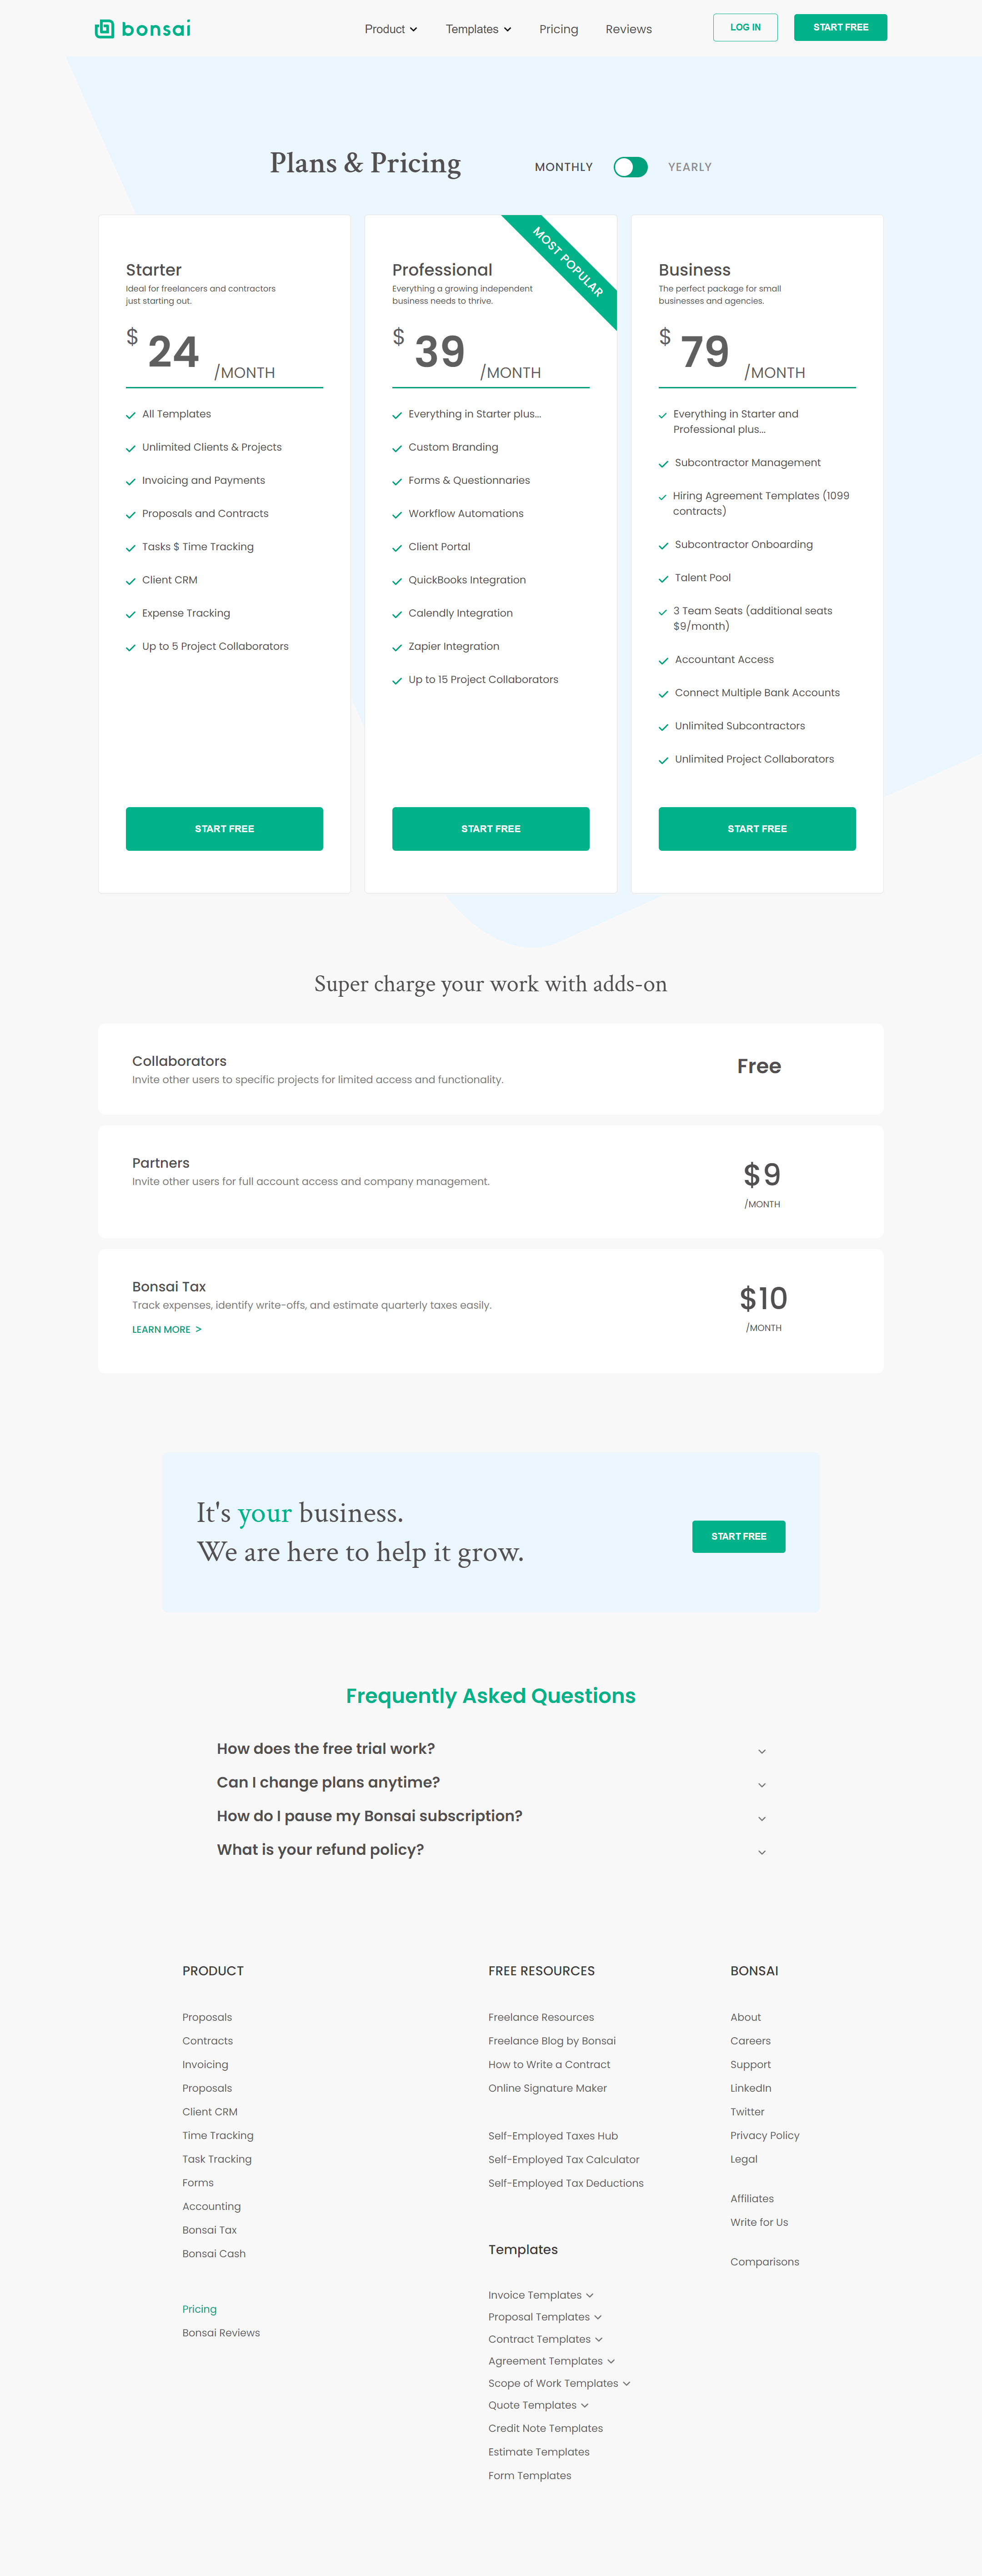 bonsai
Product
Templates
Pricing
Reviews
LOG IN
START FREE
Plans & Pricing
MONTHLY
YEARLY
Starter
Ideal for freelancers and contractors
just starting out.
$ 24 /MONTH
All Templates
Unlimited Clients & Projects
Invoicing and Payments
Proposals and Contracts
Tasks $ Time Tracking
Client CRM
Expense Tracking
Up to 5 Project Collaborators
START FREE
MOST POPULAR
Professional
Everything a growing independent
business needs to thrive.
$ 39 /MONTH
Everything in Starter plus...
Custom Branding
Forms & Questionnaries
Workflow Automations
Client Portal
QuickBooks Integration
Calendly Integration
Zapier Integration
Up to 15 Project Collaborators
START FREE
Business
The perfect package for small
businesses and agencies.
$ 79 /MONTH
Everything in Starter and
Professional plus...
Subcontractor Management
Hiring Agreement Templates (1099
contracts)
Subcontractor Onboarding
Talent Pool
3 Team Seats (additional seats
$9/month)
Accountant Access
Connect Multiple Bank Accounts
Unlimited Subcontractors
Unlimited Project Collaborators
START FREE
Super charge your work with adds-on
Collaborators
Invite other users to specific projects for limited access and functionality.
Free
Partners
Invite other users for full account access and company management.
$9
/MONTH
Bonsai Tax
Track expenses, identify write-offs, and estimate quarterly taxes easily.
LEARN MORE >
$10
/MONTH
It's your business.
We are here to help it grow.
START FREE
Frequently Asked Questions
How does the free trial work?
Can I change plans anytime?
How do I pause my Bonsai subscription?
What is your refund policy?
PRODUCT
Proposals
Contracts
Invoicing
Proposals
Client CRM
Time Tracking
Task Tracking
Forms
Accounting
Bonsai Tax
Bonsai Cash
Pricing
Bonsai Reviews
FREE RESOURCES
Freelance Resources
Freelance Blog by Bonsai
How to Write a Contract
Online Signature Maker
Self-Employed Taxes Hub
Self-Employed Tax Calculator
Self-Employed Tax Deductions
Templates
Invoice Templates
Proposal Templates
Contract Templates
Agreement Templates
Scope of Work Templates
Quote Templates
Credit Note Templates
Estimate Templates
Form Templates
BONSAI
About
Careers
Support
LinkedIn
Twitter
Privacy Policy
Legal
Affiliates
Write for Us
Comparisons